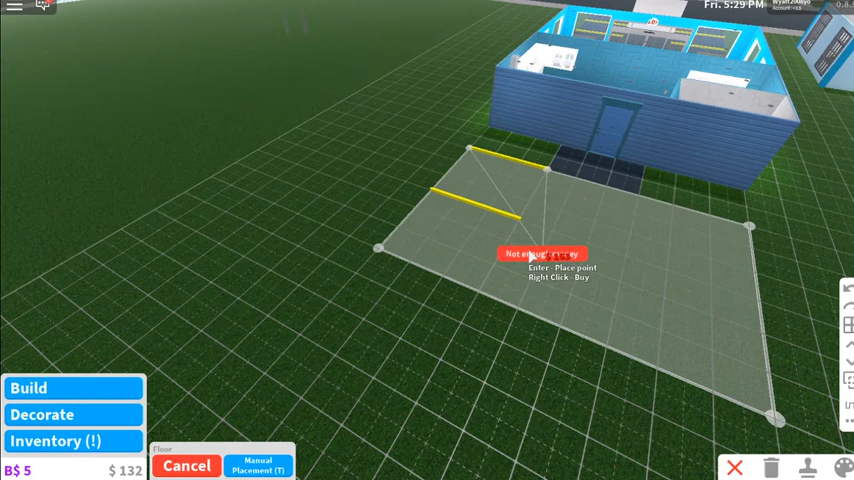 Fri. 5:29 PM
Not enough money
Enter - Place point
Right Click - Buy
Build
Decorate
Inventory (!)
B$ 5
$ 132
Floor
Cancel
Manual
Placement (T)